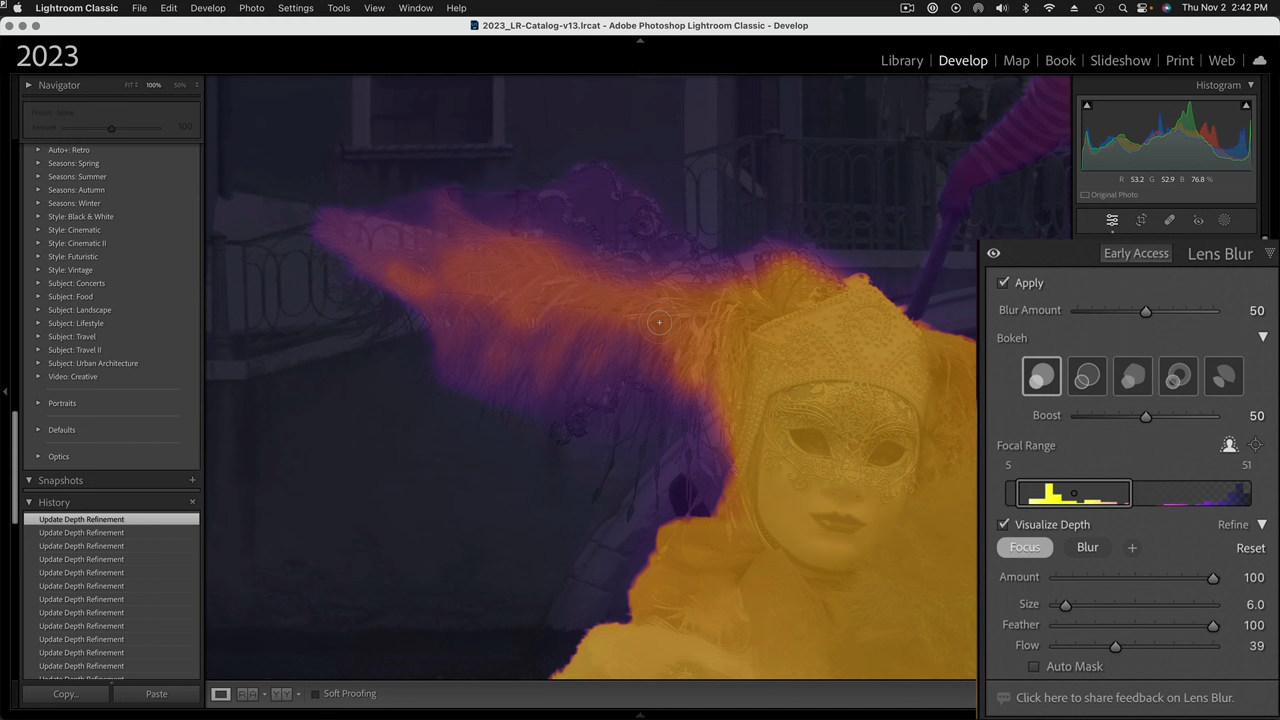 Lightroom Classic File Edit Develop Photo Settings Tools View Window Help Thu Nov 2 2:42 PM
2023_LR-Catalog-v13.lrcat - Adobe Photoshop Lightroom Classic - Develop
2023 Library Develop Map Book Slideshow Print Web
Navigator FIT 100% 50% Histogram
Preset: None
Amount 100
Auto+: Retro
Seasons: Spring
Seasons: Summer
Seasons: Autumn
Seasons: Winter
Style: Black & White
Style: Cinematic
Style: Cinematic II
Style: Futuristic
Style: Vintage
Subject: Concerts
Subject: Food
Subject: Landscape
Subject: Lifestyle
Subject: Travel
Subject: Travel II
Subject: Urban Architecture
Video: Creative
Portraits
Defaults
Optics
Snapshots
History
Update Depth Refinement
Update Depth Refinement
Update Depth Refinement
Update Depth Refinement
Update Depth Refinement
Update Depth Refinement
Update Depth Refinement
Update Depth Refinement
Update Depth Refinement
Update Depth Refinement
Update Depth Refinement
Update Depth Refinement
Copy... Paste
Soft Proofing
R 53.2 G 52.9 B 76.8 %
Original Photo
Early Access Lens Blur
Apply
Blur Amount 50
Bokeh
Boost 50
Focal Range
5 51
Visualize Depth Refine
Focus Blur Reset
Amount 100
Size 6.0
Feather 100
Flow 39
Auto Mask
Click here to share feedback on Lens Blur.